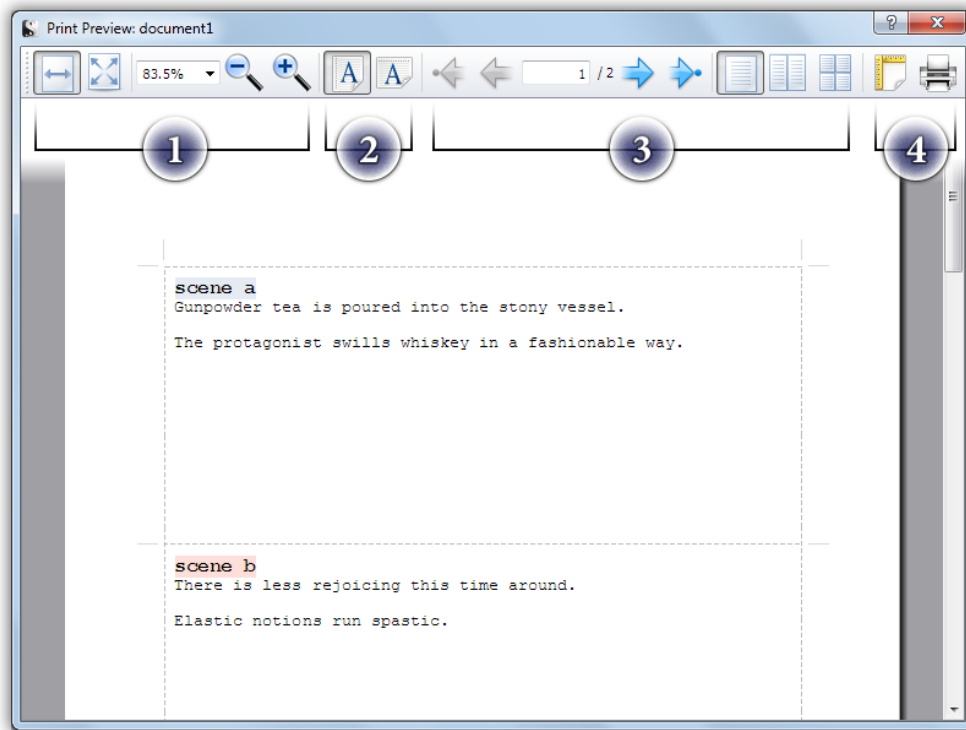 Print Preview: document1
83.5% 1 / 2
1 2 3 4
scene a
Gunpowder tea is poured into the stony vessel.
The protagonist swills whiskey in a fashionable way.
scene b
There is less rejoicing this time around.
Elastic notions run spastic.